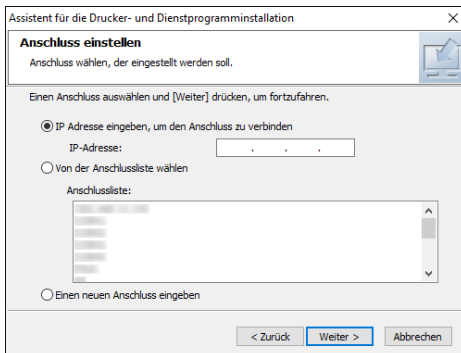 Assistent für die Drucker- und Dienstprogramminstallation
Anschluss einstellen
Anschluss wählen, der eingestellt werden soll.
Einen Anschluss auswählen und [Weiter] drücken, um fortzufahren.
IP Adresse eingeben, um den Anschluss zu verbinden
IP-Adresse: . . .
Von der Anschlussliste wählen
Anschlussliste:
Einen neuen Anschluss eingeben
< Zurück Weiter > Abbrechen